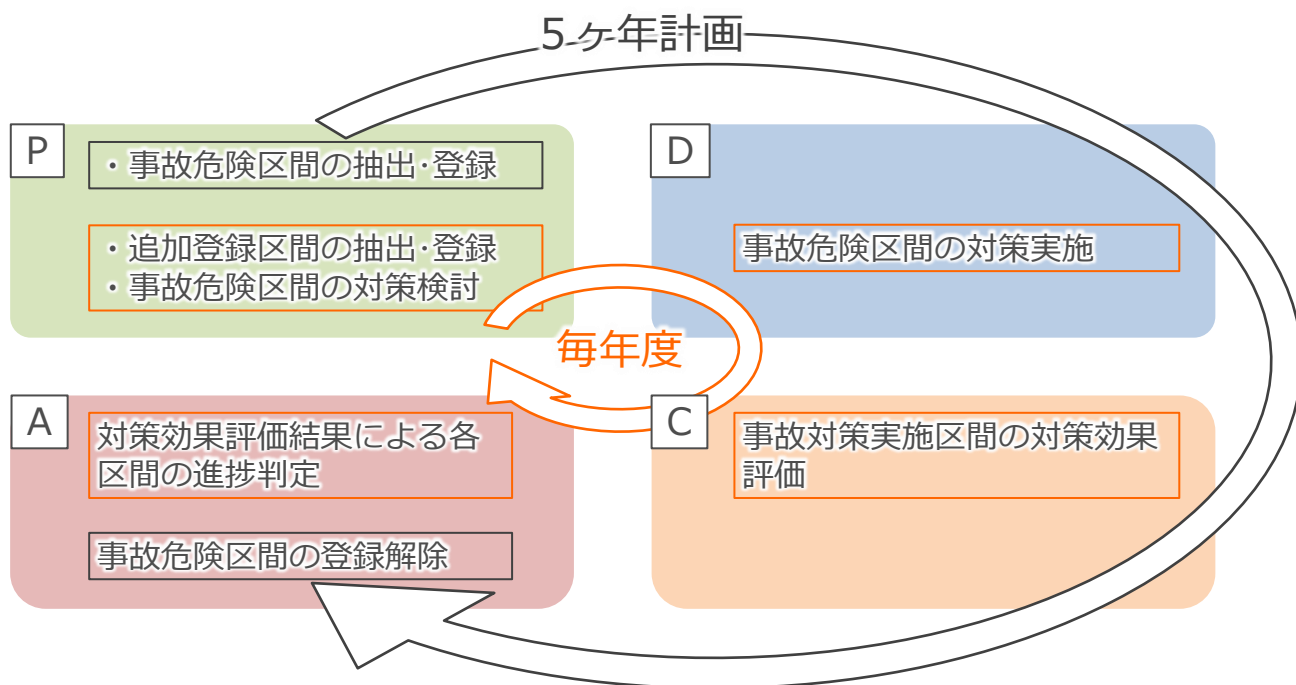 5ヶ年計画
P
・事故危険区間の抽出･登録
・追加登録区間の抽出･登録
・事故危険区間の対策検討
D
事故危険区間の対策実施
毎年度
A
対策効果評価結果による各
区間の進捗判定
事故危険区間の登録解除
C
事故対策実施区間の対策効果
評価